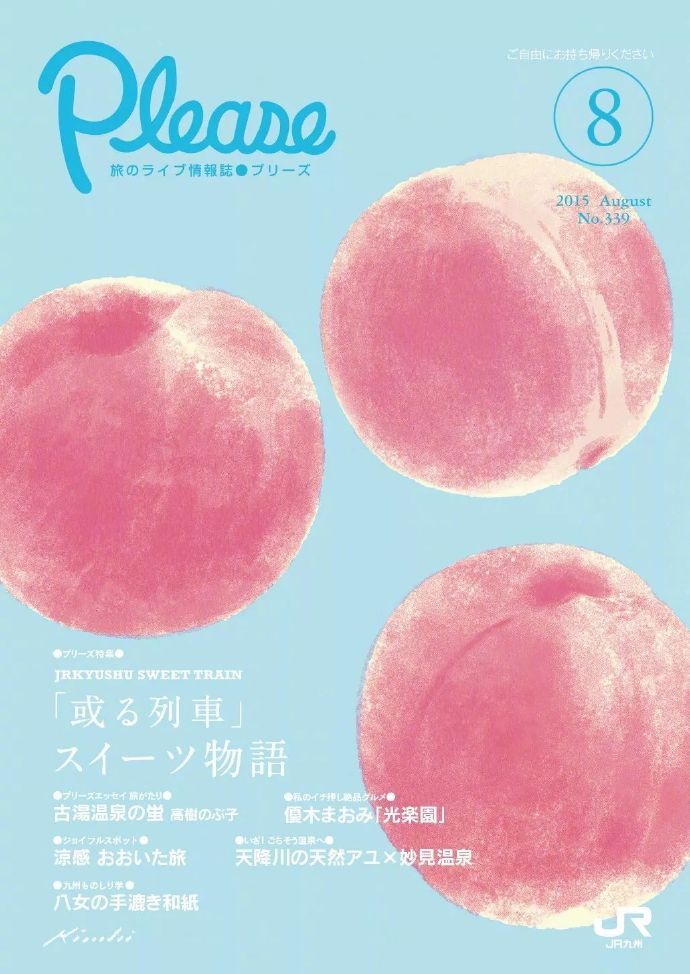 ご自由にお持ち帰りください
Please
旅のライブ情報誌●プリーズ
8
2015 August
No.339
●プリーズ特集●
JRKYUSHU SWEET TRAIN
「或る列車」
スイーツ物語
●プリーズエッセイ 旅がたり●
古湯温泉の蛍 高樹のぶ子
●私のイチ押し絶品グルメ●
優木まおみ「光楽園」
●ジョイフルスポット●
涼感 おおいた旅
●いざ!ごちそう温泉へ●
天降川の天然アユ×妙見温泉
●九州ものしり学●
八女の手漉き和紙
JR
JR九州